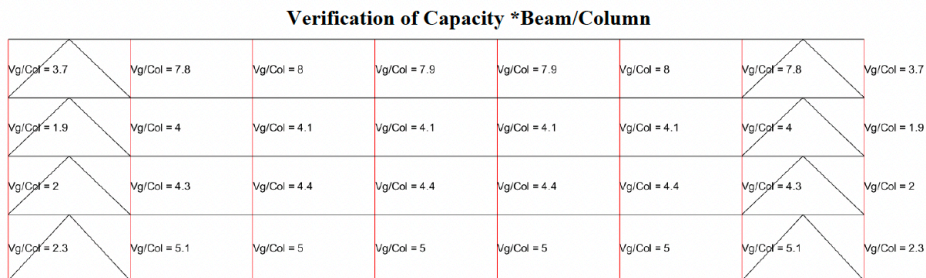 Verification of Capacity *Beam/Column
Vg/Col = 3.7 Vg/Col = 7.8 Vg/Col = 8 Vg/Col = 7.9 Vg/Col = 7.9 Vg/Col = 8 Vg/Col = 7.8 Vg/Col = 3.7
Vg/Col = 1.9 Vg/Col = 4 Vg/Col = 4.1 Vg/Col = 4.1 Vg/Col = 4.1 Vg/Col = 4.1 Vg/Col = 4 Vg/Col = 1.9
Vg/Col = 2 Vg/Col = 4.3 Vg/Col = 4.4 Vg/Col = 4.4 Vg/Col = 4.4 Vg/Col = 4.4 Vg/Col = 4.3 Vg/Col = 2
Vg/Col = 2.3 Vg/Col = 5.1 Vg/Col = 5 Vg/Col = 5 Vg/Col = 5 Vg/Col = 5 Vg/Col = 5.1 Vg/Col = 2.3